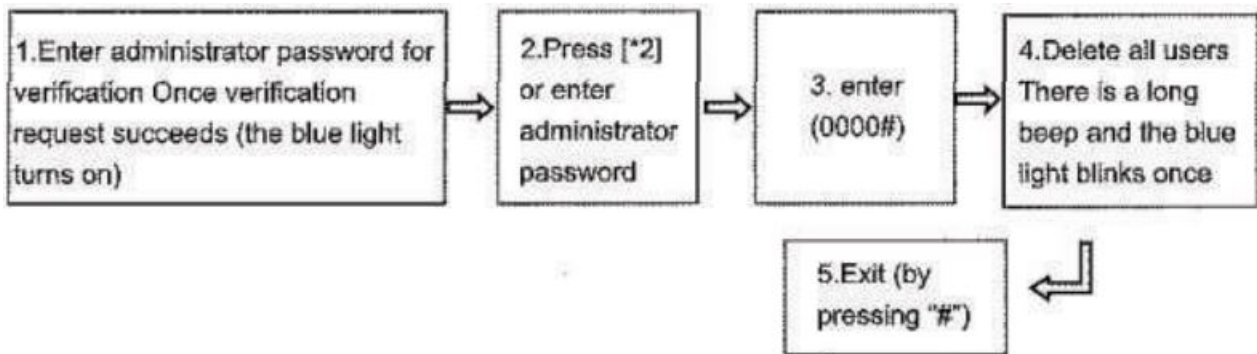 1.Enter administrator password for
verification Once verification
request succeeds (the blue light
turns on)
2.Press [*2]
or enter
administrator
password
3. enter
(0000#)
4.Delete all users
There is a long
beep and the blue
light blinks once
5.Exit (by
pressing "#")